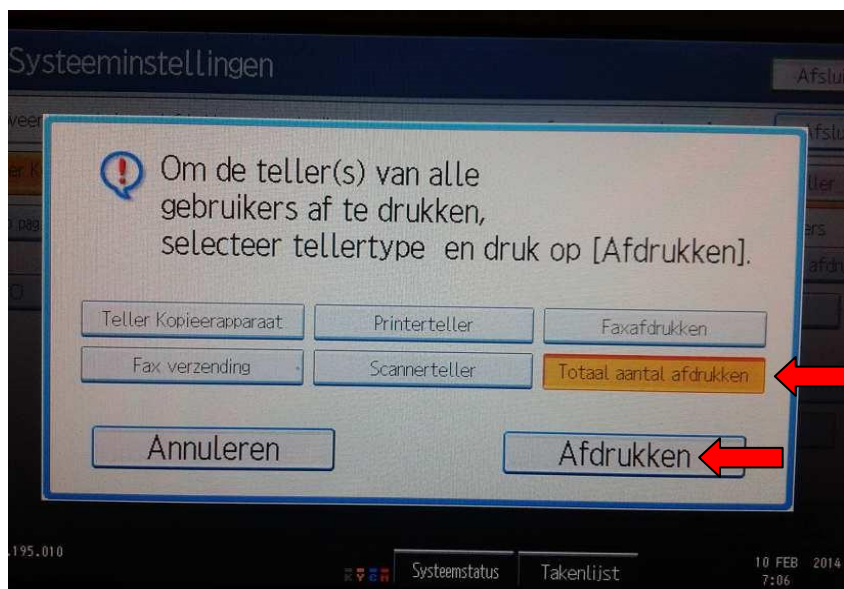 Systeeminstellingen
Afslu
Om de teller(s) van alle
gebruikers af te drukken,
selecteer tellertype en druk op [Afdrukken].
Teller Kopieerapparaat
Printerteller
Faxafdrukken
Fax verzending
Scannerteller
Totaal aantal afdrukken
Annuleren
Afdrukken
.195.010
K Y C M
Systeemstatus
Takenlijst
10 FEB 2014
7:06